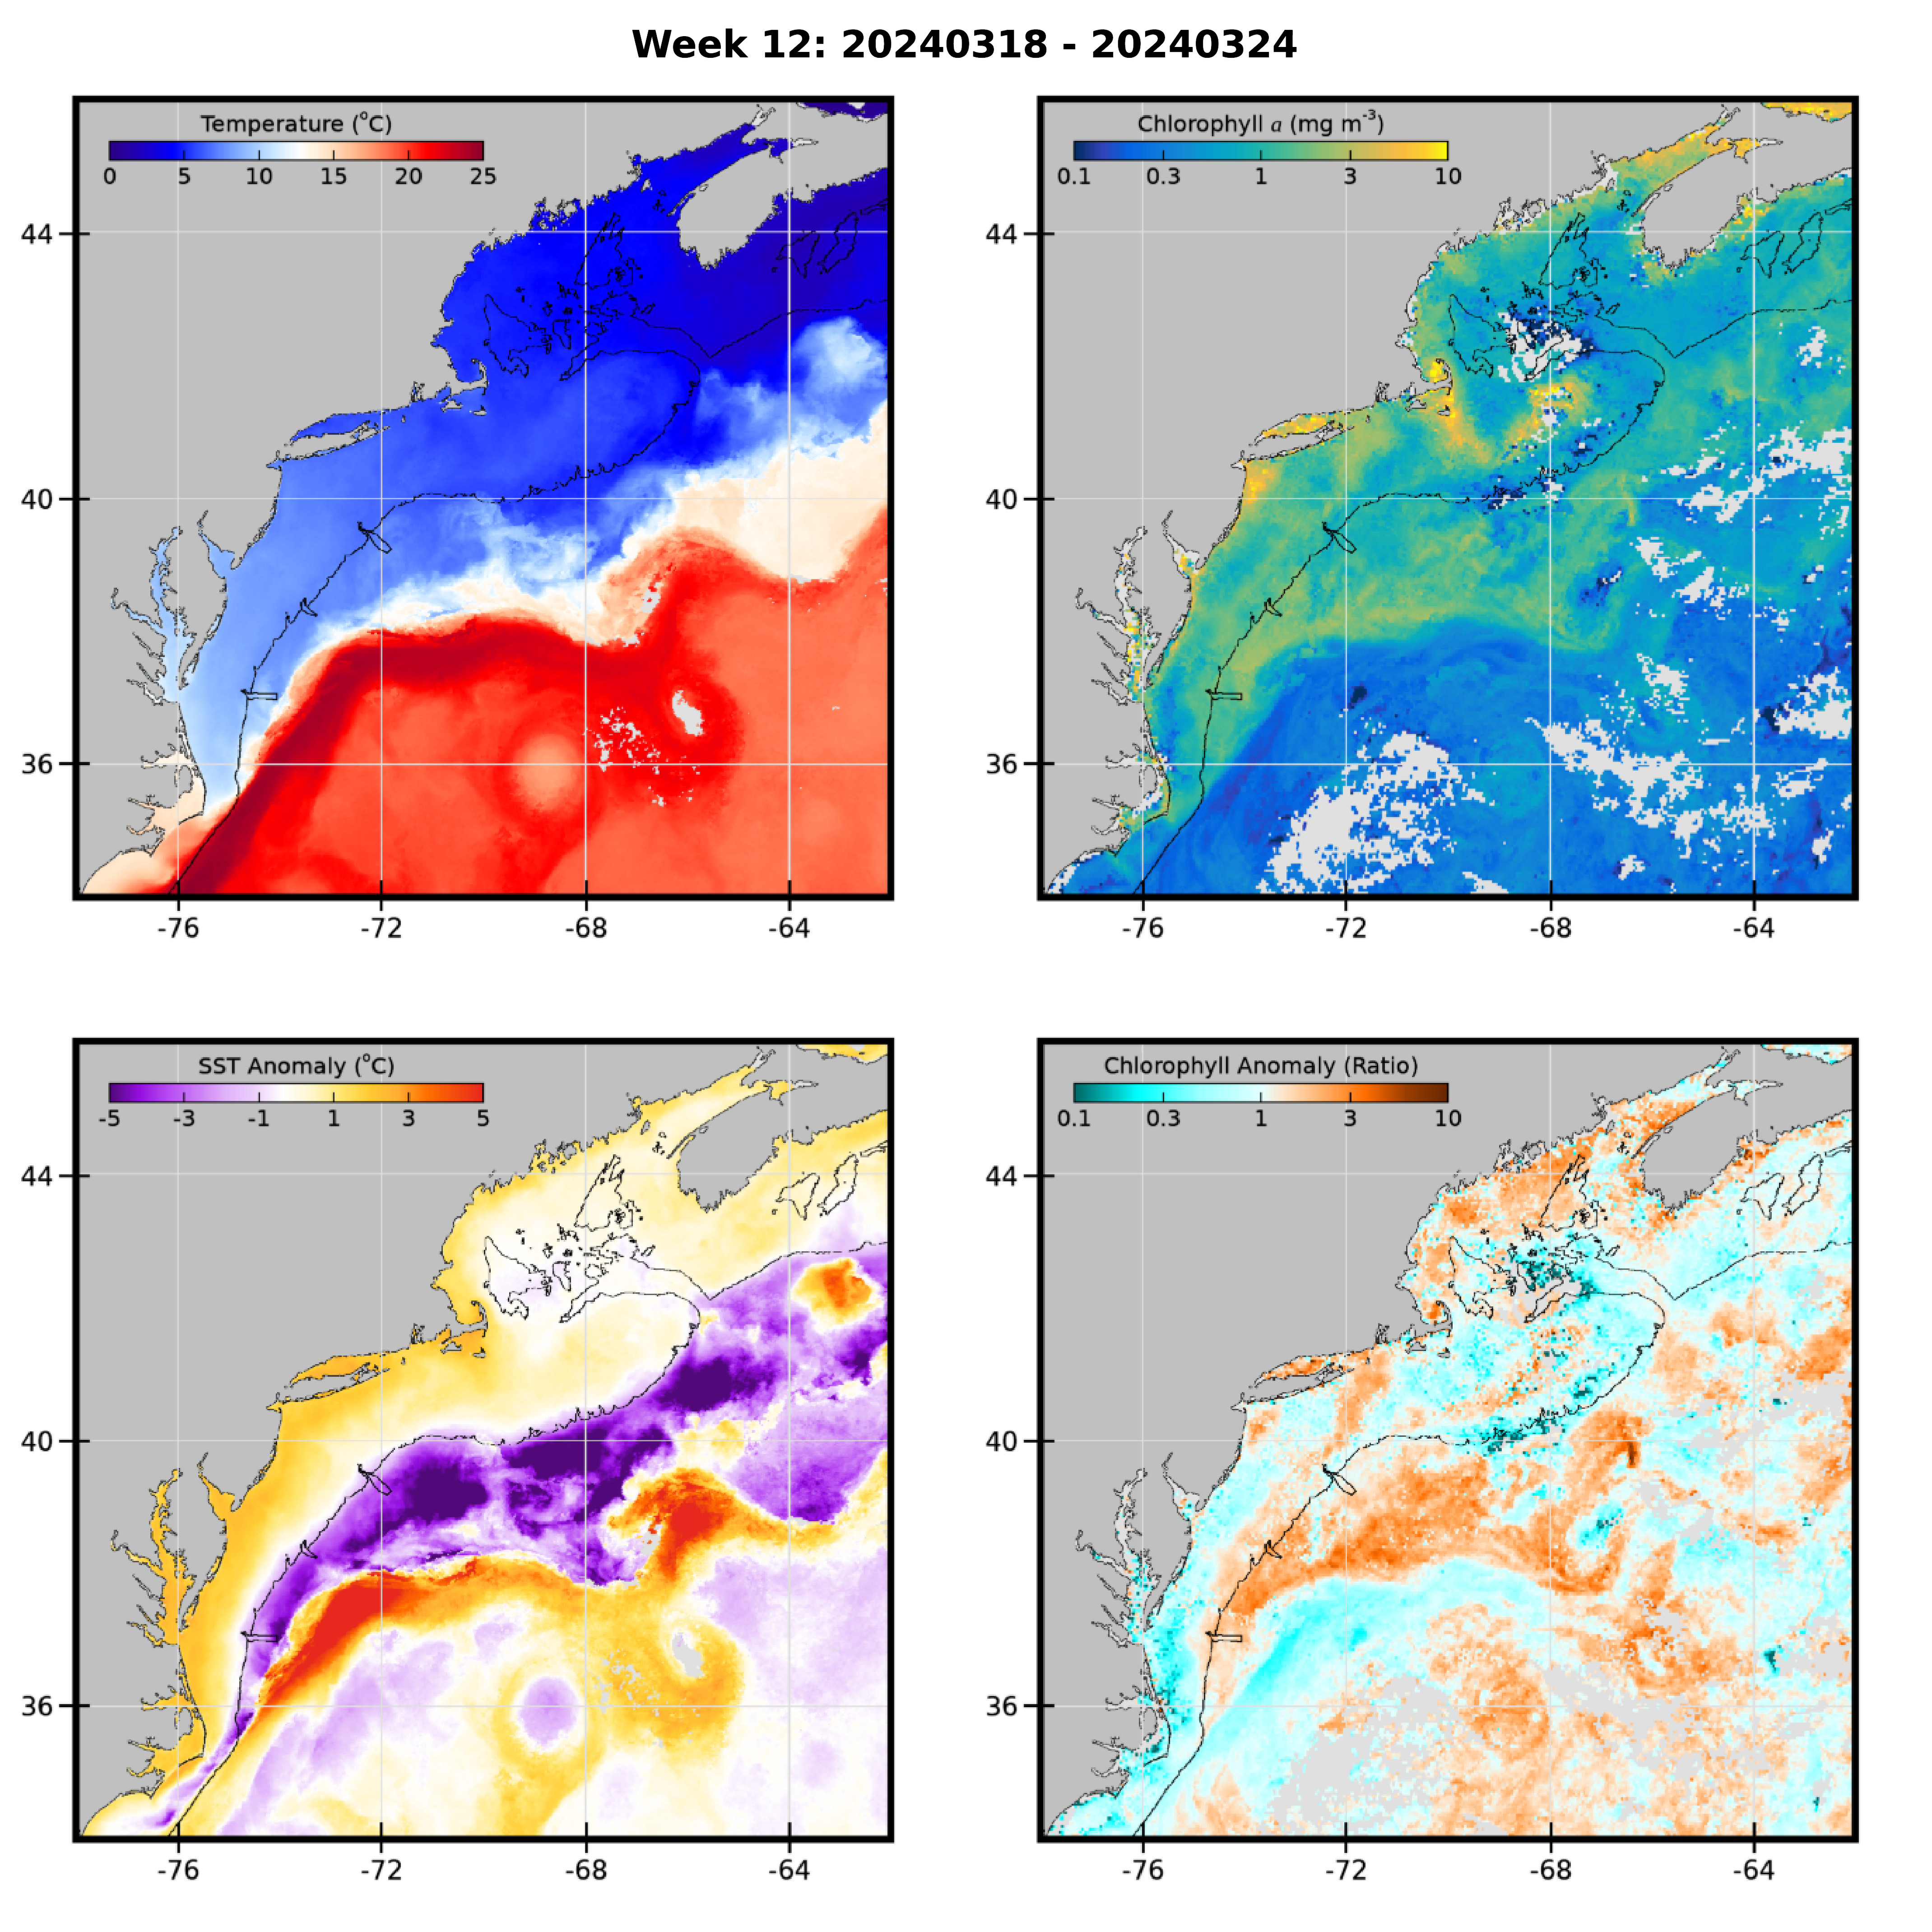 Week 12: 20240318 - 20240324
Temperature (°C)
0 5 10 15 20 25
44
40
36
-76 -72 -68 -64
Chlorophyll a (mg m⁻³)
0.1 0.3 1 3 10
44
40
36
-76 -72 -68 -64
SST Anomaly (°C)
-5 -3 -1 1 3 5
44
40
36
-76 -72 -68 -64
Chlorophyll Anomaly (Ratio)
0.1 0.3 1 3 10
44
40
36
-76 -72 -68 -64